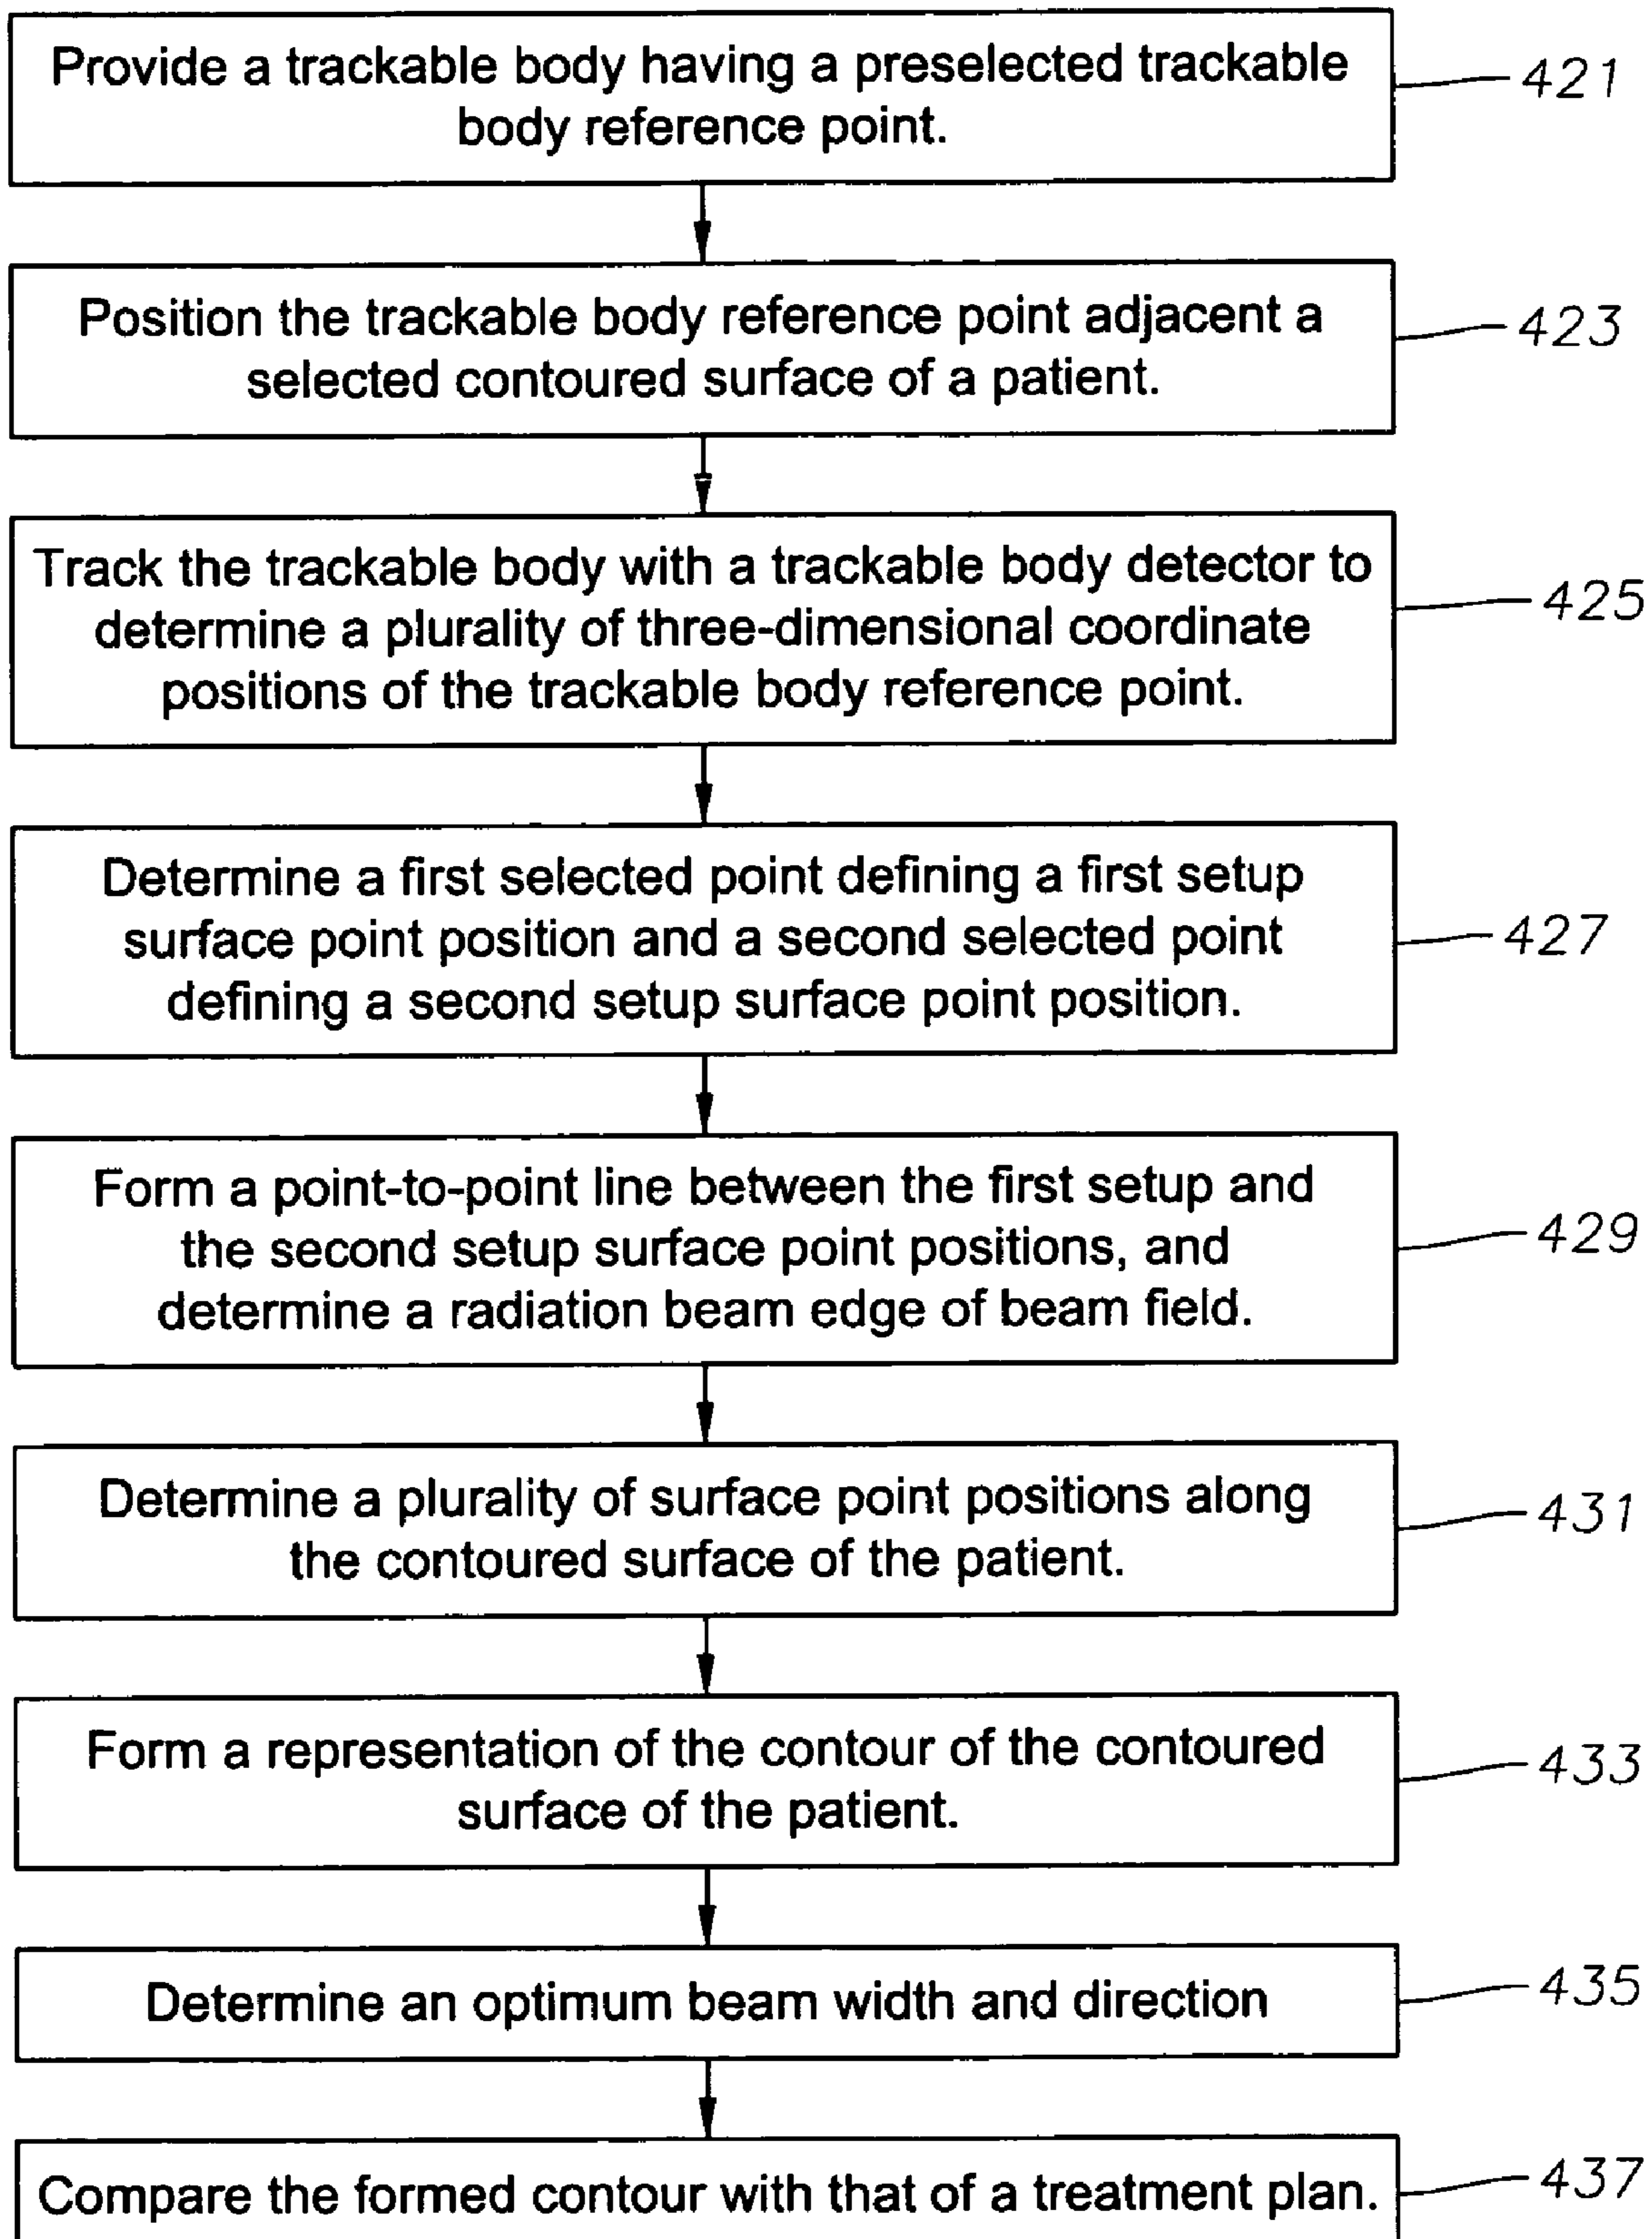 Provide a trackable body having a preselected trackable
body reference point.
421
Position the trackable body reference point adjacent a
selected contoured surface of a patient.
423
Track the trackable body with a trackable body detector to
determine a plurality of three-dimensional coordinate
positions of the trackable body reference point.
425
Determine a first selected point defining a first setup
surface point position and a second selected point
defining a second setup surface point position.
427
Form a point-to-point line between the first setup and
the second setup surface point positions, and
determine a radiation beam edge of beam field.
429
Determine a plurality of surface point positions along
the contoured surface of the patient.
431
Form a representation of the contour of the contoured
surface of the patient.
433
Determine an optimum beam width and direction
435
Compare the formed contour with that of a treatment plan.
437